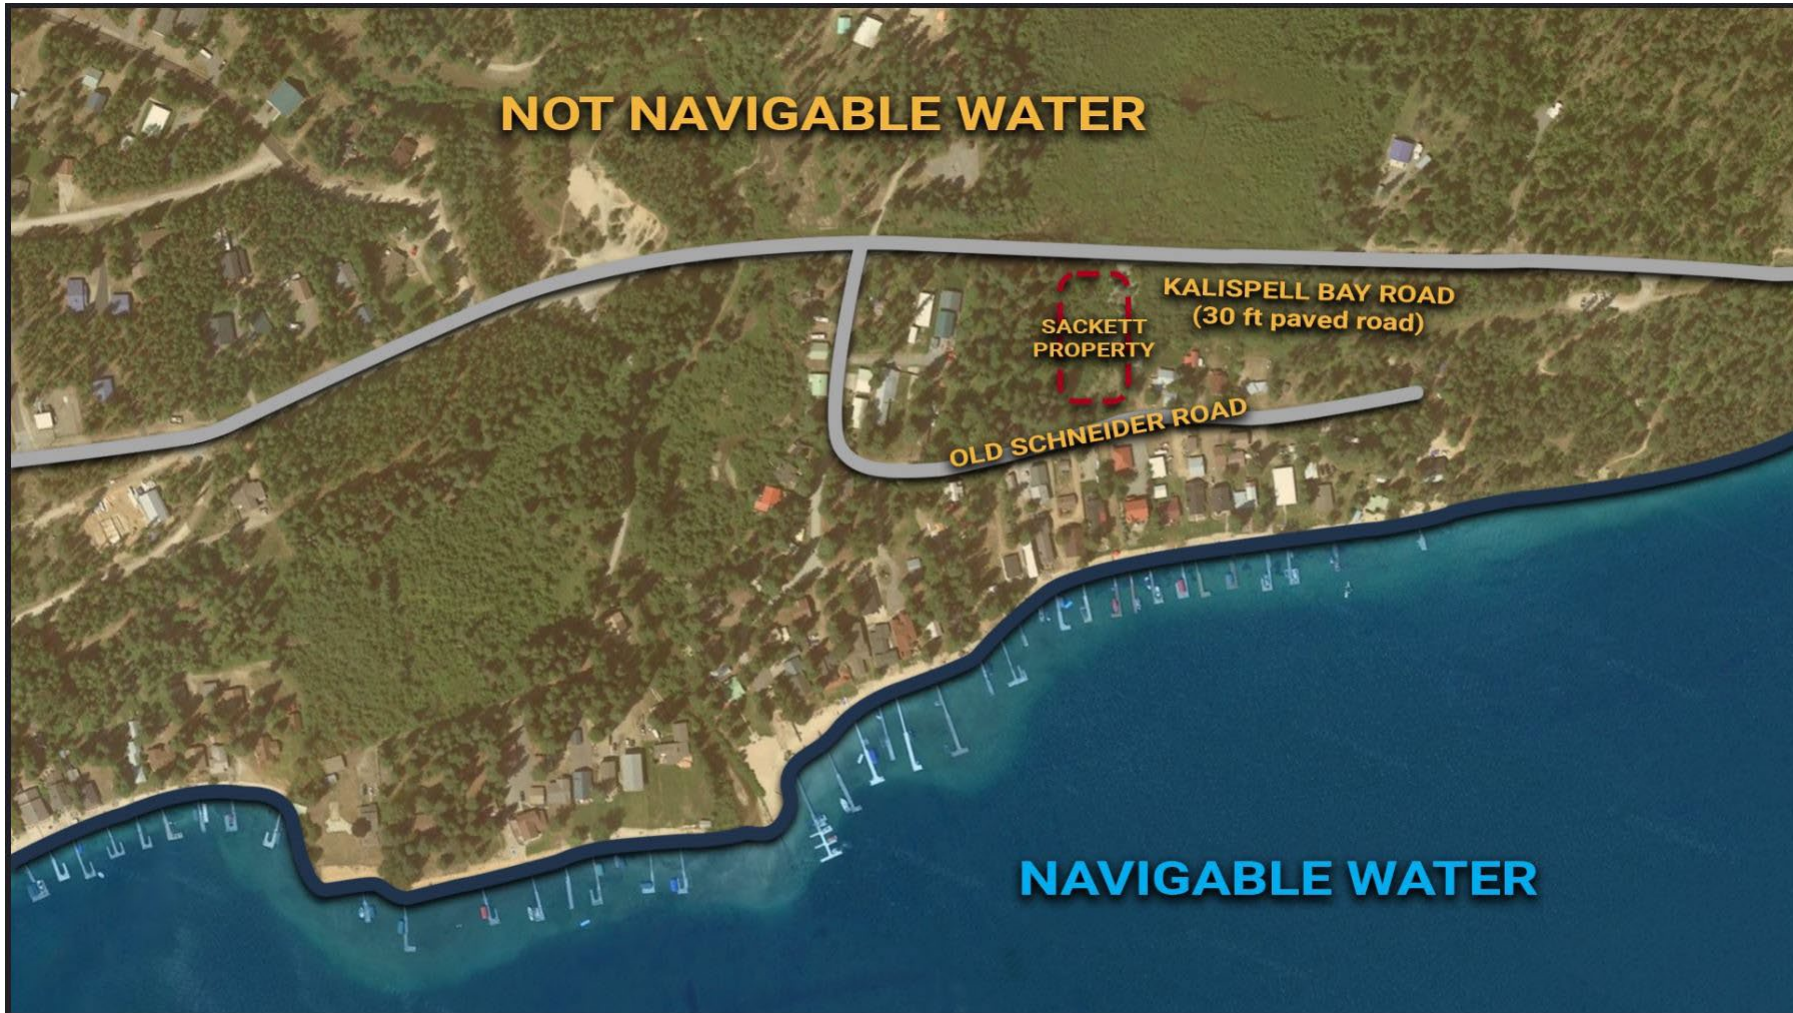 NOT NAVIGABLE WATER
KALISPELL BAY ROAD
(30 ft paved road)
SACKETT
PROPERTY
OLD SCHNEIDER ROAD
NAVIGABLE WATER